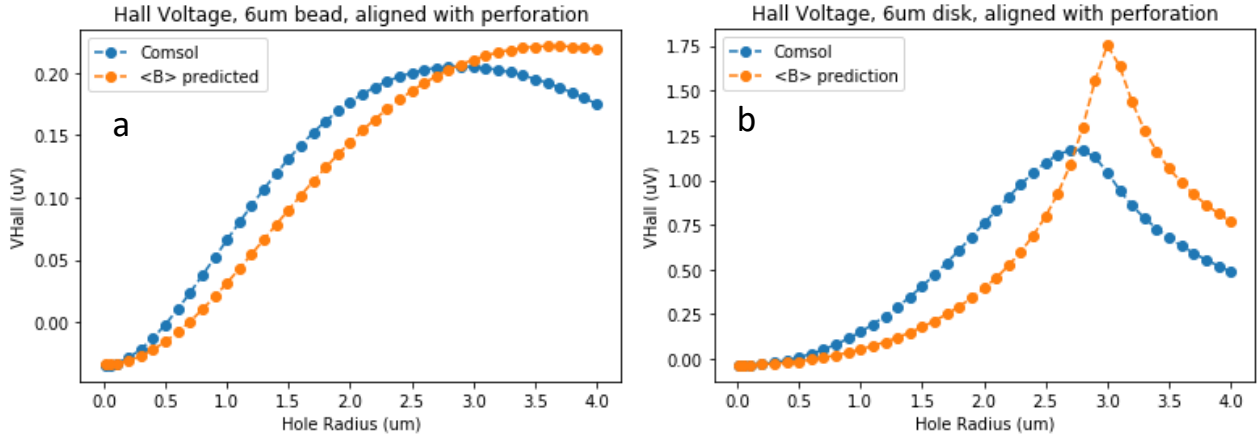 Hall Voltage, 6um bead, aligned with perforation
Comsol
<B> predicted
a
VHall (uV)
0.20
0.15
0.10
0.05
0.00
0.0 0.5 1.0 1.5 2.0 2.5 3.0 3.5 4.0
Hole Radius (um)
Hall Voltage, 6um disk, aligned with perforation
Comsol
<B> prediction
b
VHall (uV)
1.75
1.50
1.25
1.00
0.75
0.50
0.25
0.00
0.0 0.5 1.0 1.5 2.0 2.5 3.0 3.5 4.0
Hole Radius (um)